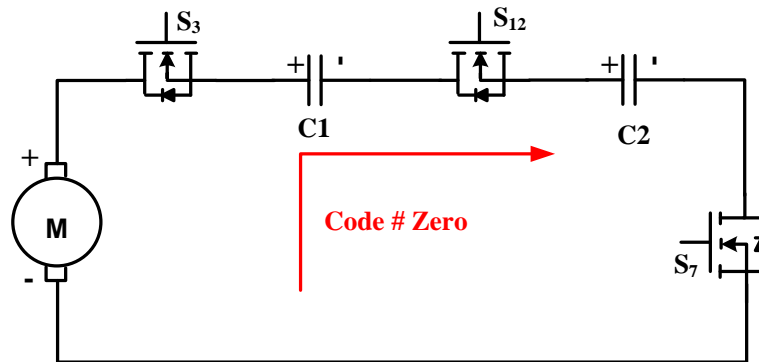 S3
S12
+ -
+ -
C1
C2
+
Code # Zero
M
S7
-